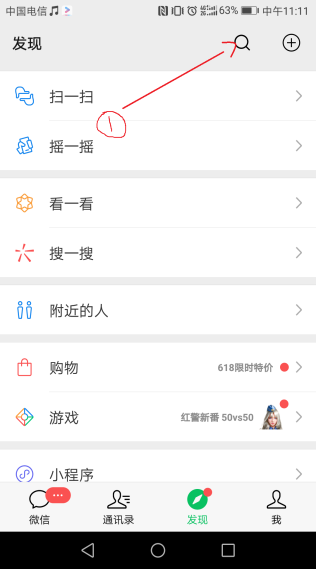 中国电信 63% 中午11:11
发现
扫一扫
1
摇一摇
看一看
搜一搜
附近的人
购物 618限时特价
游戏 红警新番 50vs50
小程序
微信 通讯录 发现 我